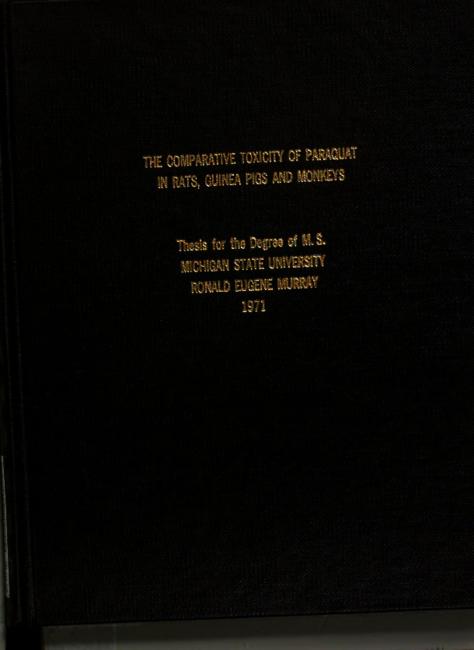 THE COMPARATIVE TOXICITY OF PARAQUAT
IN RATS, GUINEA PIGS AND MONKEYS
Thesis for the Degree of M. S.
MICHIGAN STATE UNIVERSITY
RONALD EUGENE MURRAY
1971